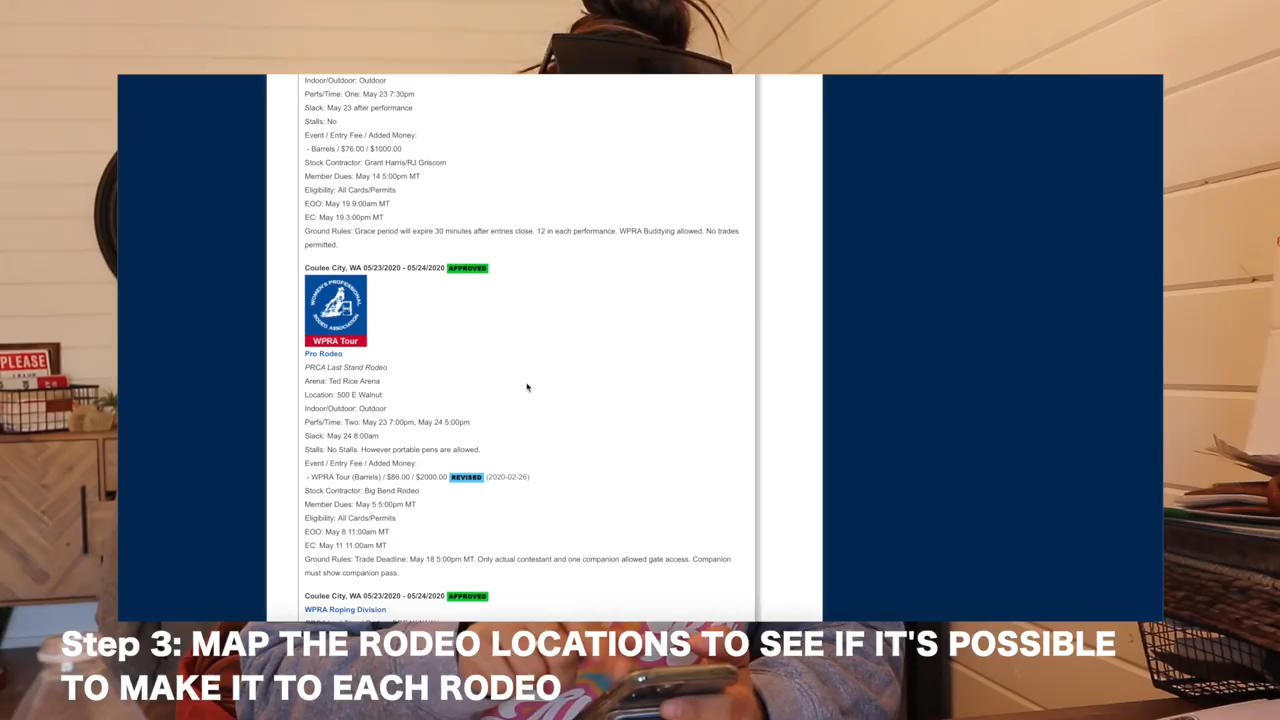 Indoor/Outdoor: Outdoor
Perfs/Time: One: May 23 7:30pm
Slack: May 23 after performance
Stalls: No
Event / Entry Fee / Added Money:
- Barrels / $76.00 / $1000.00
Stock Contractor: Grant Harris/RJ Griscom
Member Dues: May 14 5:00pm MT
Eligibility: All Cards/Permits
EOO: May 19 9:00am MT
EC: May 19 3:00pm MT
Ground Rules: Grace period will expire 30 minutes after entries close. 12 in each performance. WPRA Buddying allowed. No trades
permitted.
Coulee City, WA 05/23/2020 - 05/24/2020 APPROVED
WOMEN'S PROFESSIONAL
RODEO ASSOCIATION
WPRA Tour
Pro Rodeo
PRCA Last Stand Rodeo
Arena: Ted Rice Arena
Location: 500 E Walnut
Indoor/Outdoor: Outdoor
Perfs/Time: Two: May 23 7:00pm, May 24 5:00pm
Slack: May 24 8:00am
Stalls: No Stalls. However portable pens are allowed.
Event / Entry Fee / Added Money:
- WPRA Tour (Barrels) / $86.00 / $2000.00 REVISED (2020-02-26)
Stock Contractor: Big Bend Rodeo
Member Dues: May 5 5:00pm MT
Eligibility: All Cards/Permits
EOO: May 8 11:00am MT
EC: May 11 11:00am MT
Ground Rules: Trade Deadline: May 18 5:00pm MT. Only actual contestant and one companion allowed gate access. Companion
must show companion pass.
Coulee City, WA 05/23/2020 - 05/24/2020 APPROVED
WPRA Roping Division
PLEASE
Step 3: MAP THE RODEO LOCATIONS TO SEE IF IT'S POSSIBLE
TO MAKE IT TO EACH RODEO